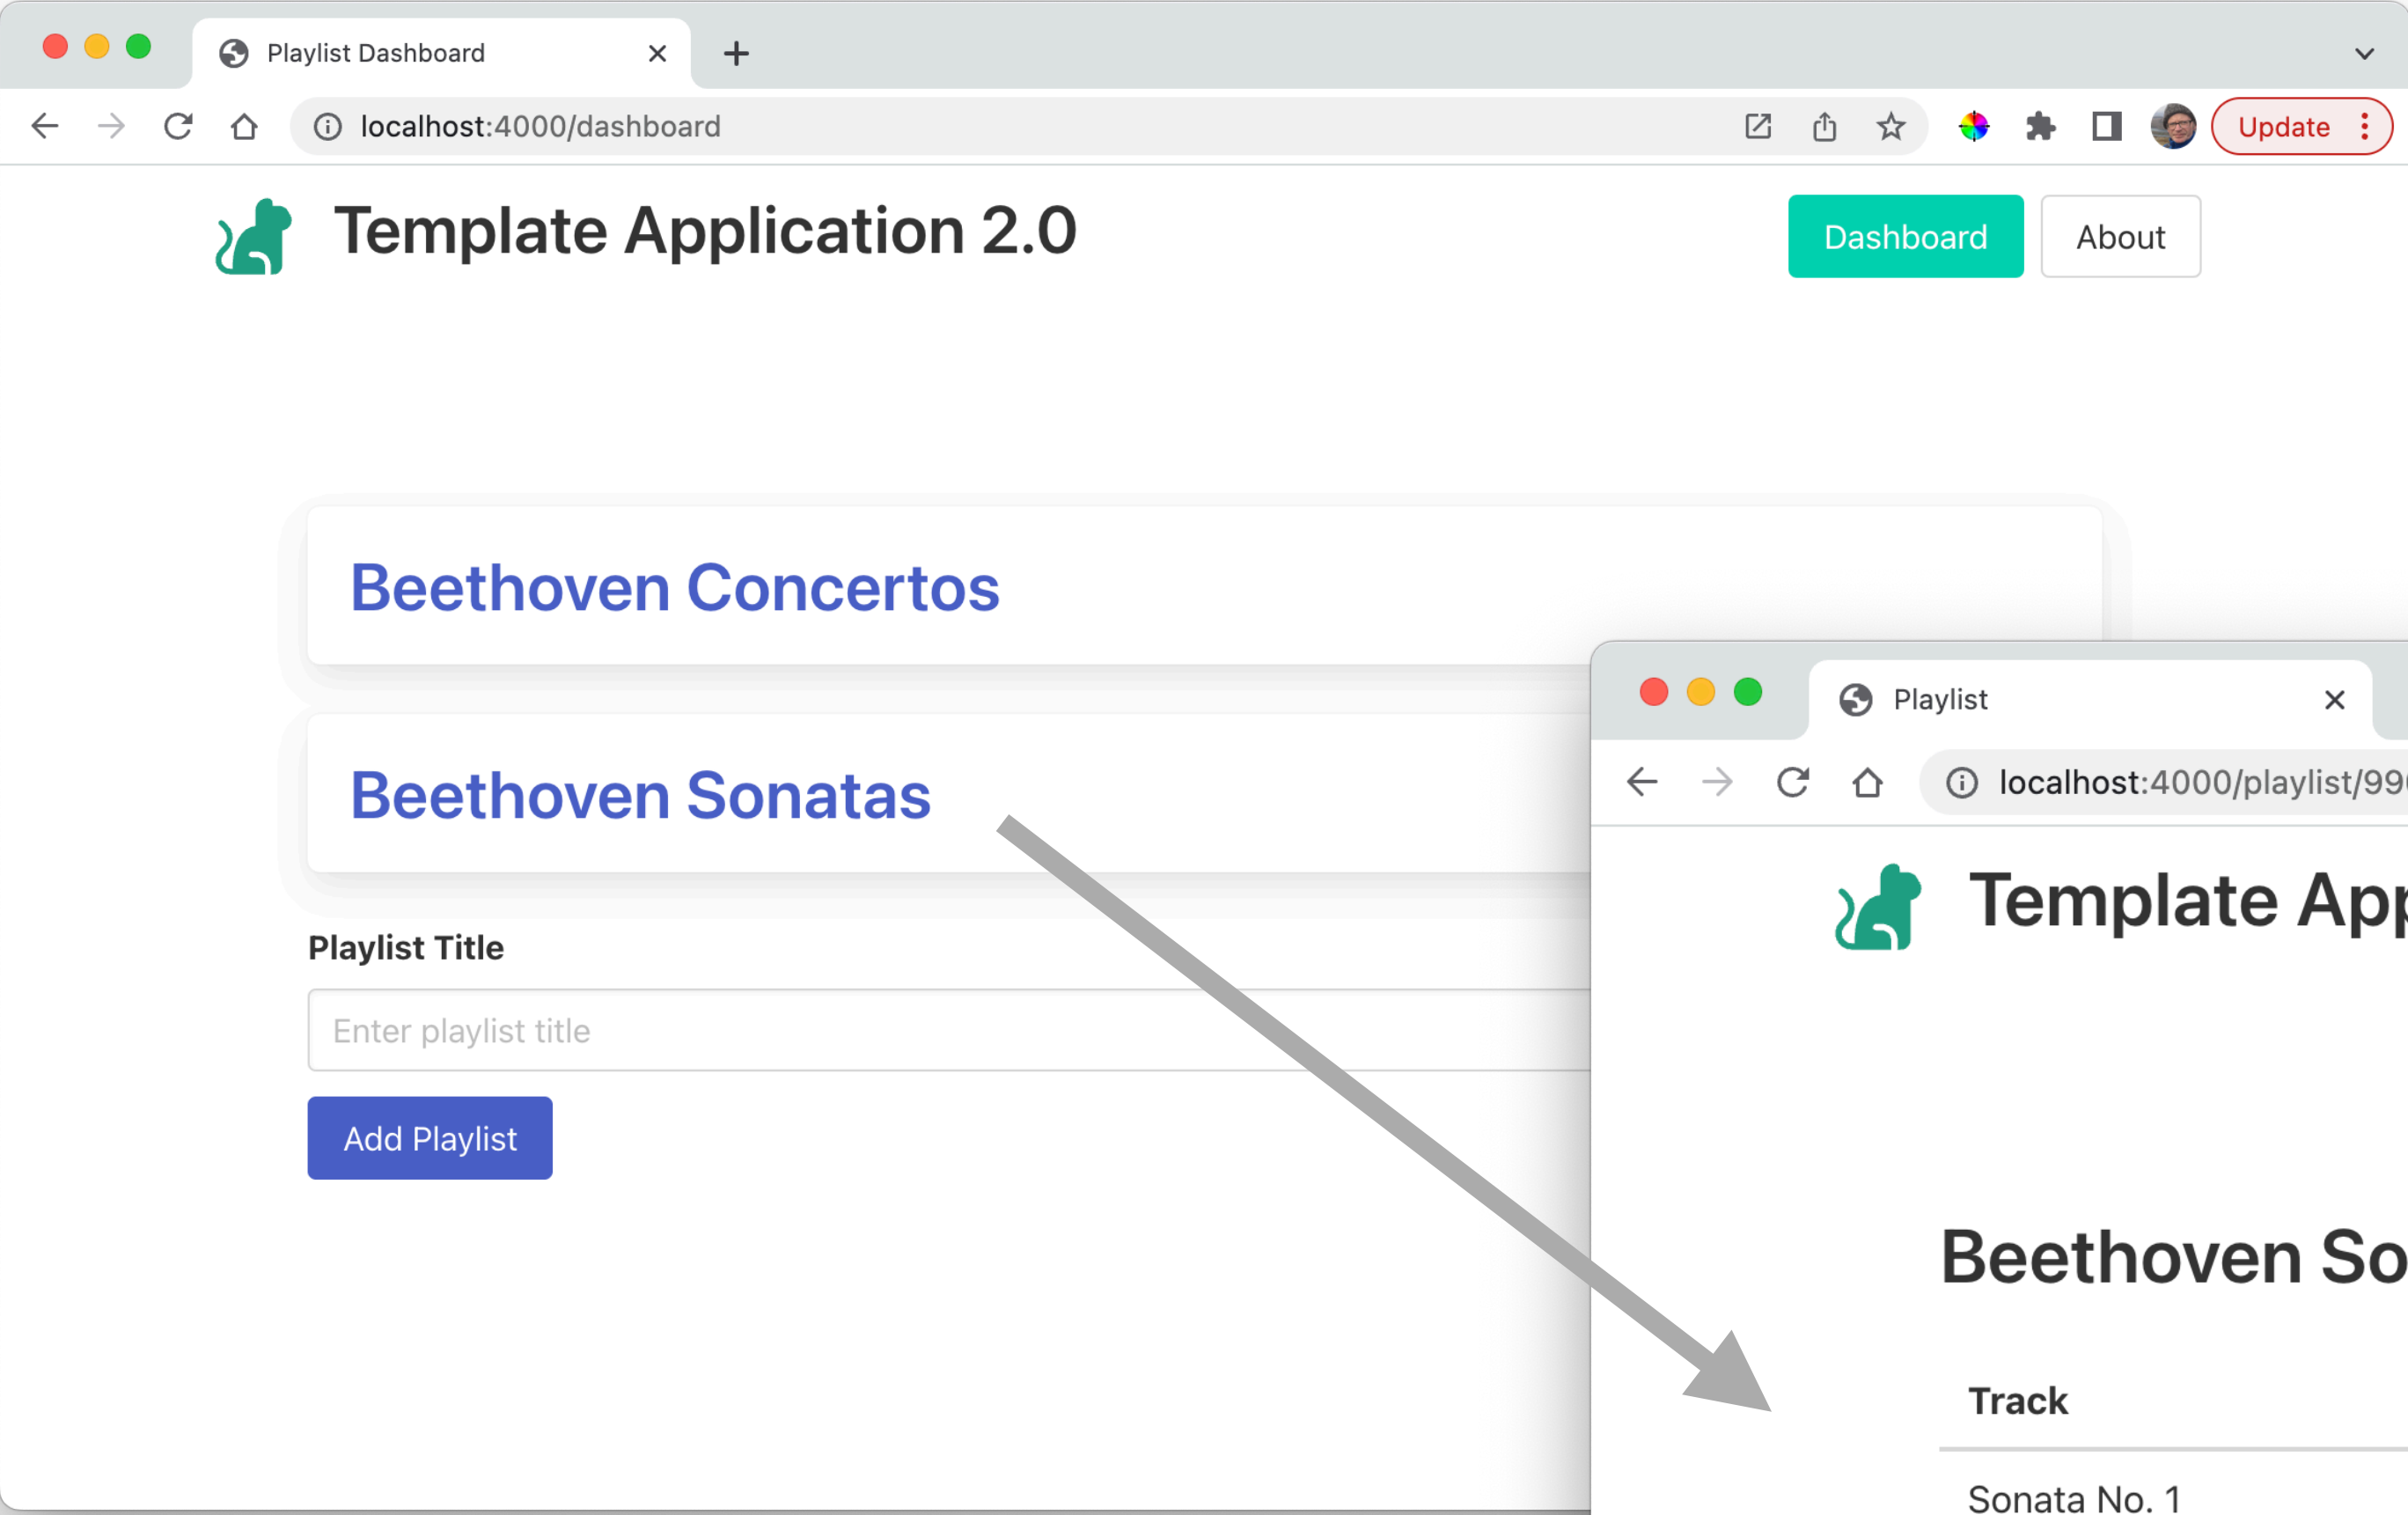 Playlist Dashboard
localhost:4000/dashboard
Update
Template Application 2.0
Dashboard
About
Beethoven Concertos
Beethoven Sonatas
Playlist Title
Enter playlist title
Add Playlist
Playlist
localhost:4000/playlist/99
Template App
Beethoven So
Track
Sonata No. 1